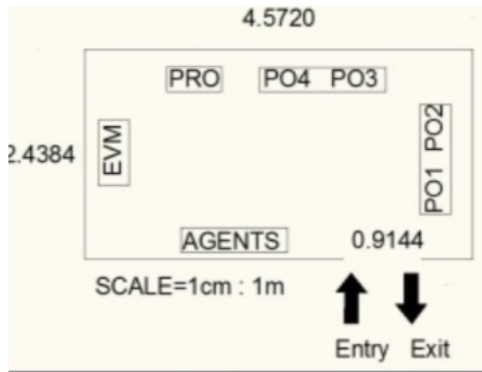 4.5720
PRO PO4 PO3
2.4384
EVM
PO1 PO2
AGENTS 0.9144
SCALE=1cm : 1m
Entry Exit